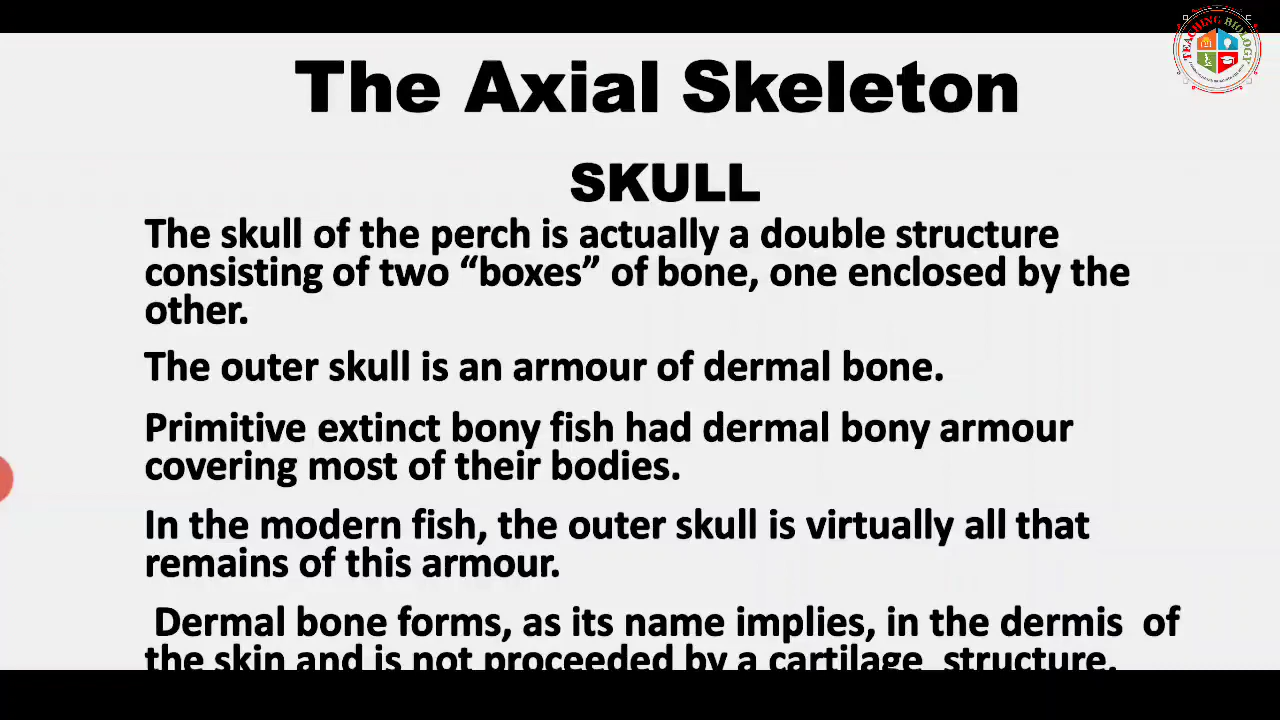 TEACHING BIOLOGY
The Axial Skeleton
SKULL
The skull of the perch is actually a double structure
consisting of two “boxes” of bone, one enclosed by the
other.
The outer skull is an armour of dermal bone.
Primitive extinct bony fish had dermal bony armour
covering most of their bodies.
In the modern fish, the outer skull is virtually all that
remains of this armour.
Dermal bone forms, as its name implies, in the dermis of
the skin and is not proceeded by a cartilage structure.